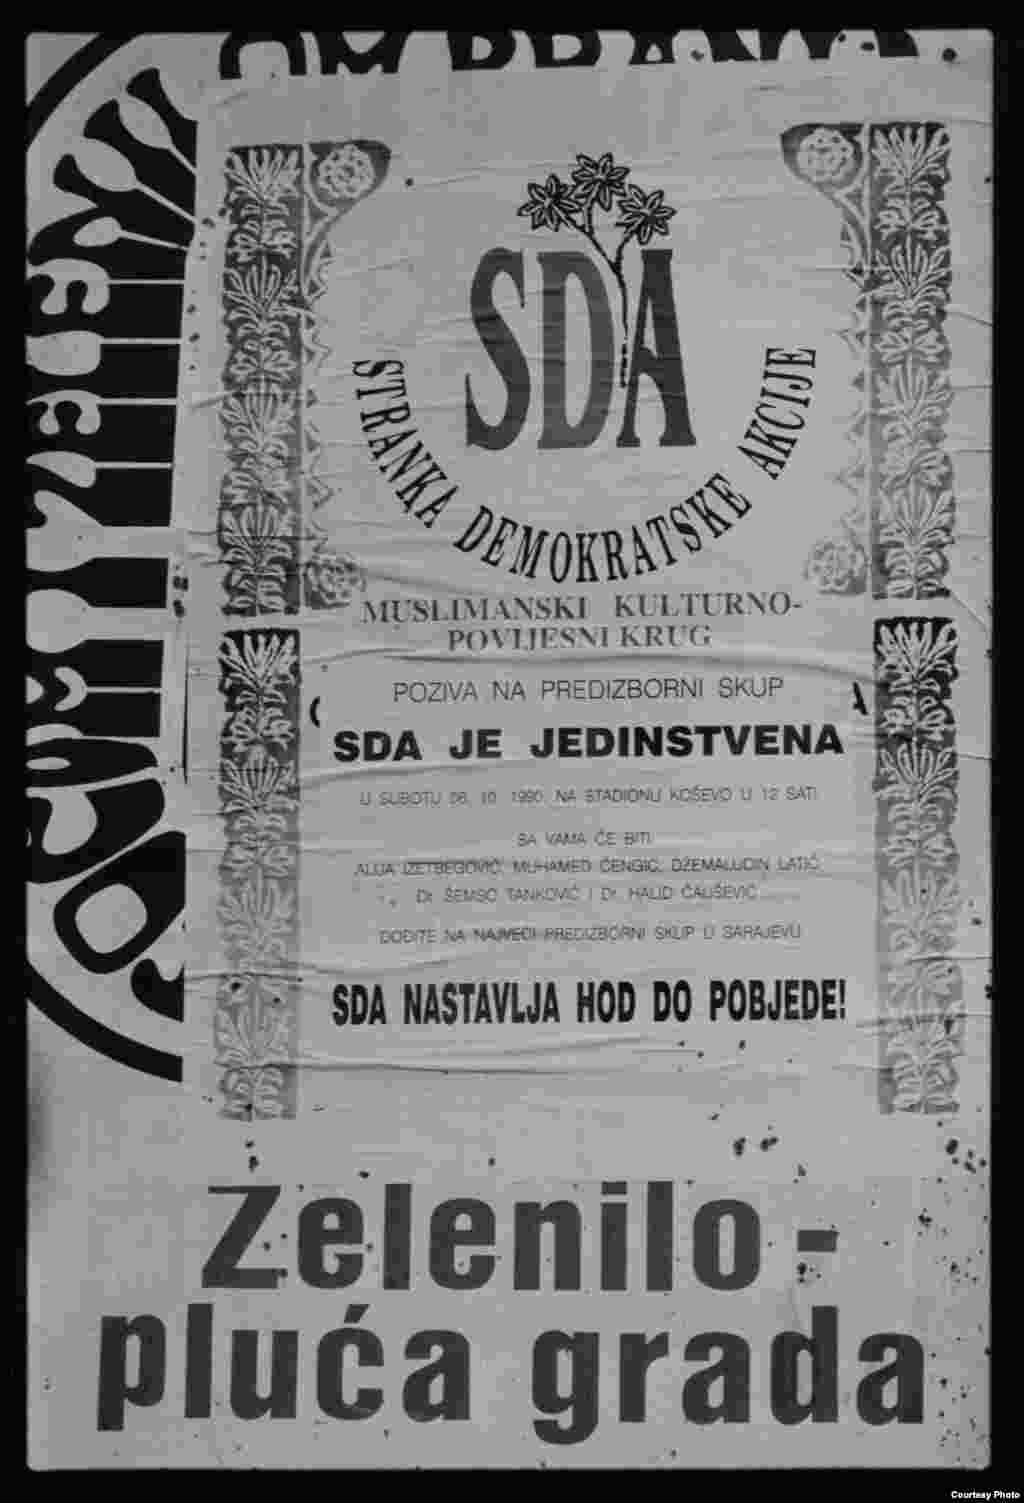 SDA
STRANKA DEMOKRATSKE AKCIJE
MUSLIMANSKI KULTURNO-
POVIJESNI KRUG
POZIVA NA PREDIZBORNI SKUP
SDA JE JEDINSTVENA
U SUBOTU 06. 10. 1990. NA STADIONU KOŠEVO U 12 SATI
SA VAMA ĆE BITI
ALIJA IZETBEGOVIĆ, MUHAMED ČENGIĆ, DŽEMALUDIN LATIĆ
Dr. ŠEMSO TANKOVIĆ I Dr. HALID ČAUŠEVIĆ
DOĐITE NA NAJVEĆI PREDIZBORNI SKUP U SARAJEVU
SDA NASTAVLJA HOD DO POBJEDE!
Zelenilo -
pluća grada
Courtesy Photo